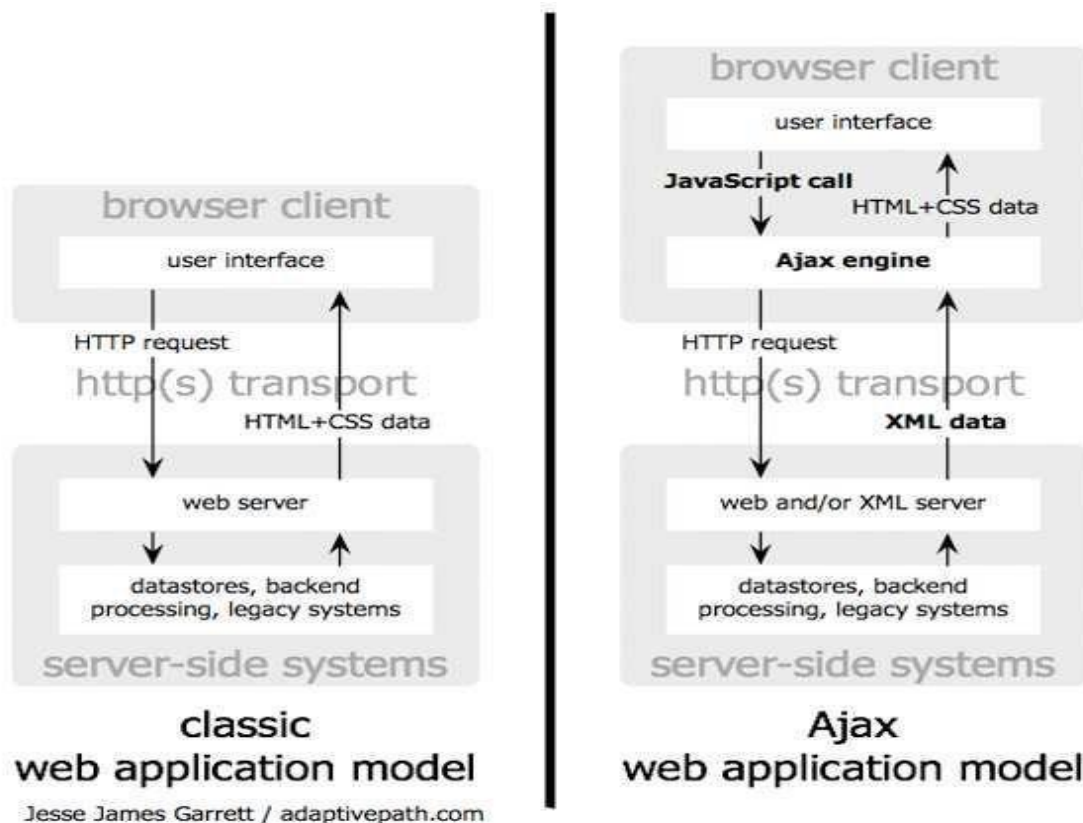 browser client
user interface
HTTP request
http(s) transport
HTML+CSS data
web server
datastores, backend
processing, legacy systems
server-side systems
classic
web application model
Jesse James Garrett / adaptivepath.com
browser client
user interface
JavaScript call
HTML+CSS data
Ajax engine
HTTP request
http(s) transport
XML data
web and/or XML server
datastores, backend
processing, legacy systems
server-side systems
Ajax
web application model